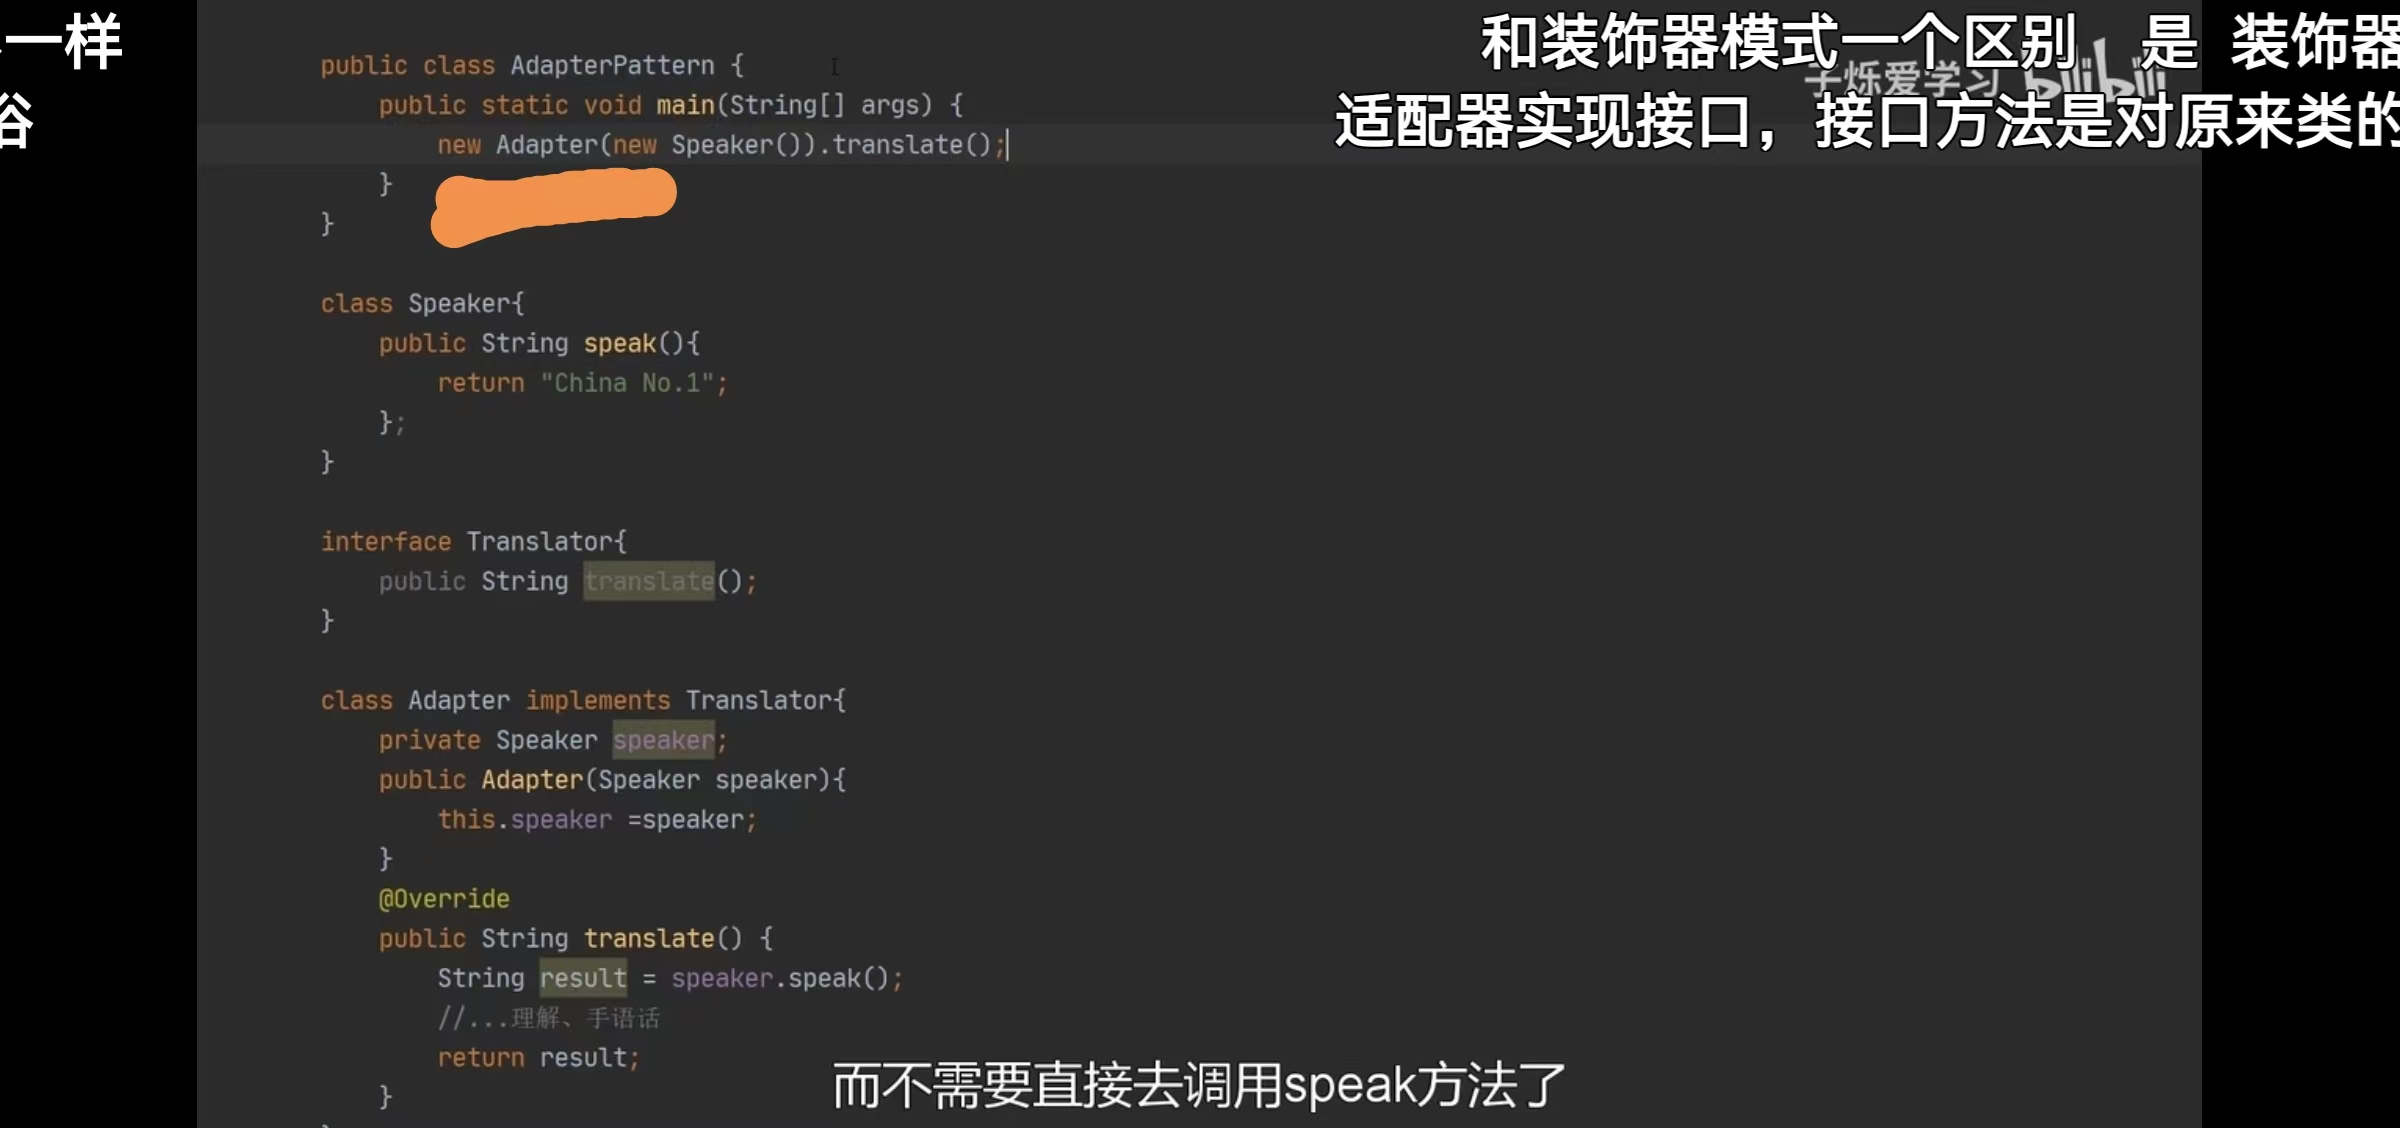 一样
和装饰器模式一个区别 是 装饰器
子烁爱学习 bilibili
适配器实现接口，接口方法是对原来类的
public class AdapterPattern {
public static void main(String[] args) {
new Adapter(new Speaker()).translate();
}
}
class Speaker{
public String speak(){
return "China No.1";
};
}
interface Translator{
public String translate();
}
class Adapter implements Translator{
private Speaker speaker;
public Adapter(Speaker speaker){
this.speaker =speaker;
}
@Override
public String translate() {
String result = speaker.speak();
//...理解、手语话
return result;
}
而不需要直接去调用speak方法了